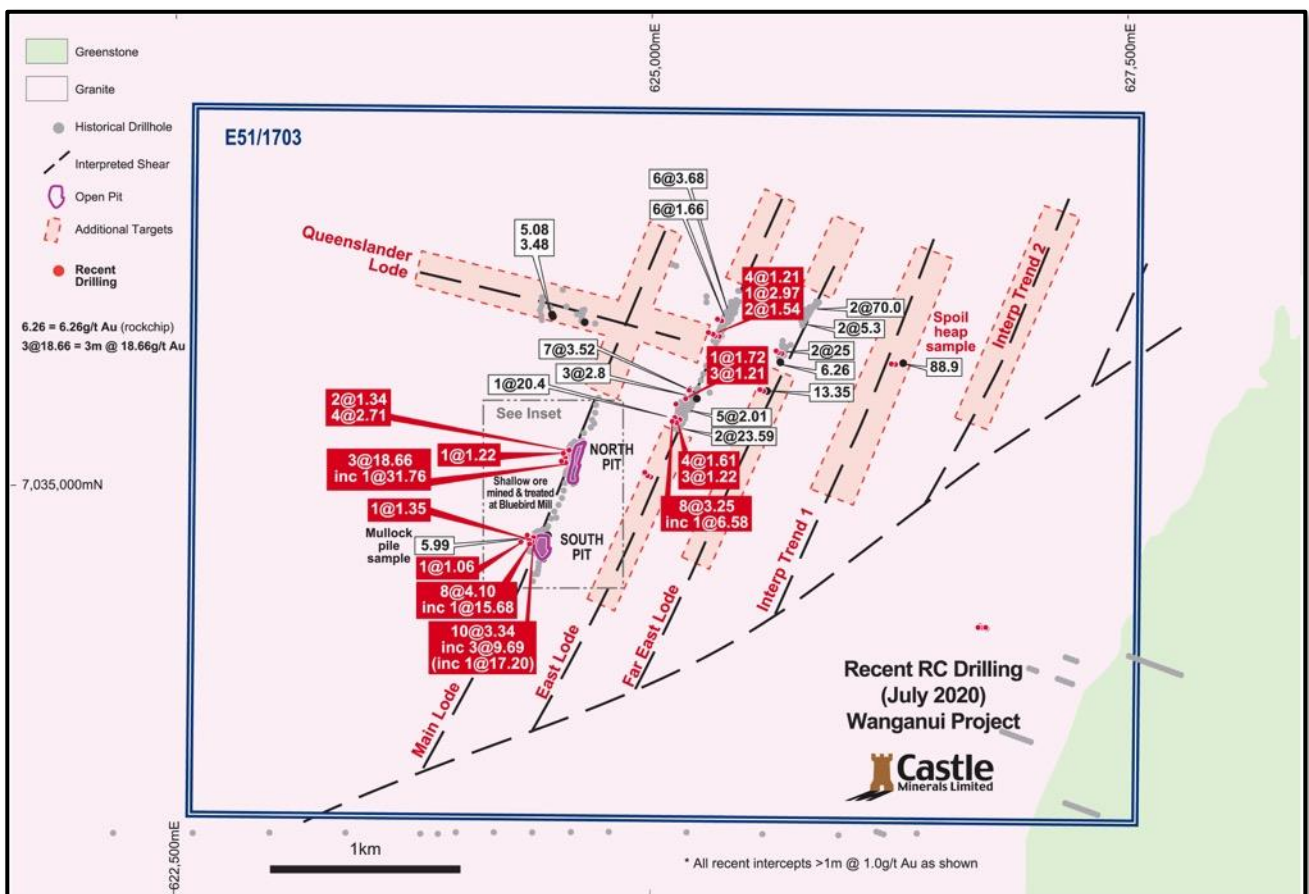 625,000mE
627,500mE
Greenstone
Granite
Historical Drillhole
Interpreted Shear
Open Pit
Additional Targets
Recent
Drilling
6.26 = 6.26g/t Au (rockchip)
3@18.66 = 3m @ 18.66g/t Au
E51/1703
Queenslander
Lode
5.08
3.48
6@3.68
6@1.66
4@1.21
1@2.97
2@1.54
2@70.0
2@5.3
2@25
6.26
13.35
Spoil
heap
sample
88.9
Interp Trend 2
7@3.52
3@2.8
1@20.4
1@1.72
3@1.21
5@2.01
2@23.59
4@1.61
3@1.22
8@3.25
inc 1@6.58
See Inset
2@1.34
4@2.71
1@1.22
3@18.66
inc 1@31.76
NORTH
PIT
Shallow ore
mined & treated
at Bluebird Mill
7,035,000mN
1@1.35
Mullock
pile
sample
5.99
SOUTH
PIT
1@1.06
8@4.10
inc 1@15.68
10@3.34
inc 3@9.69
(inc 1@17.20)
Main Lode
East Lode
Far East Lode
Interp Trend 1
Recent RC Drilling
(July 2020)
Wanganui Project
Castle
Minerals Limited
622,500mE
1km
* All recent intercepts >1m @ 1.0g/t Au as shown